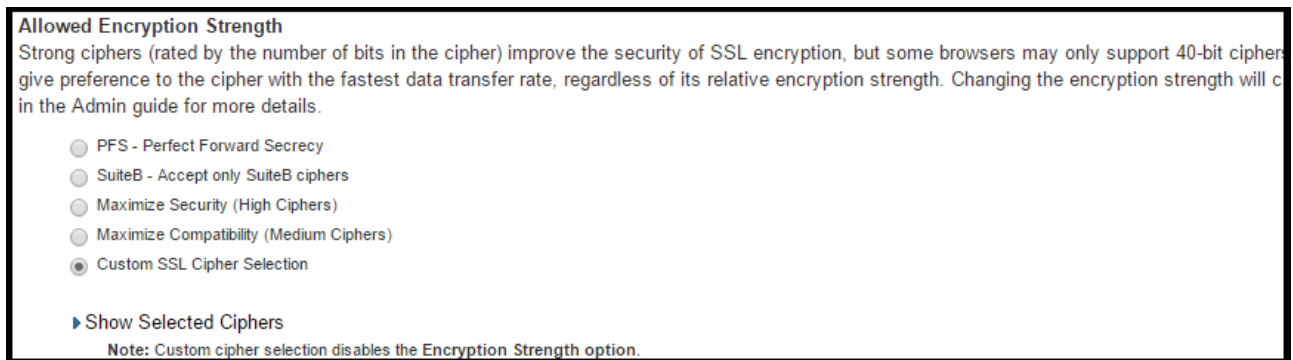 Allowed Encryption Strength
Strong ciphers (rated by the number of bits in the cipher) improve the security of SSL encryption, but some browsers may only support 40-bit ciphers
give preference to the cipher with the fastest data transfer rate, regardless of its relative encryption strength. Changing the encryption strength will c
in the Admin guide for more details.
PFS - Perfect Forward Secrecy
SuiteB - Accept only SuiteB ciphers
Maximize Security (High Ciphers)
Maximize Compatibility (Medium Ciphers)
Custom SSL Cipher Selection
Show Selected Ciphers
Note: Custom cipher selection disables the Encryption Strength option.